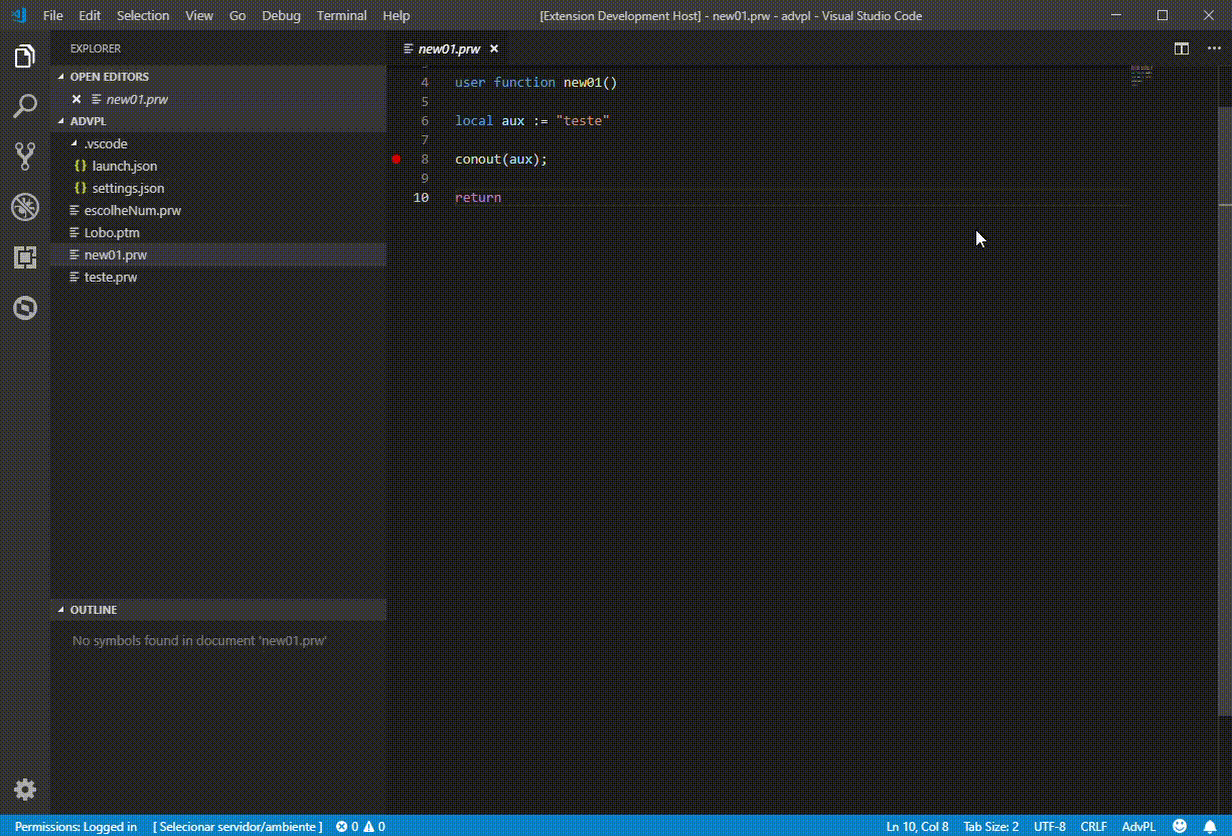 File Edit Selection View Go Debug Terminal Help [Extension Development Host] - new01.prw - advpl - Visual Studio Code
EXPLORER
OPEN EDITORS
new01.prw
ADVPL
.vscode
{} launch.json
{} settings.json
escolheNum.prw
Lobo.ptm
new01.prw
teste.prw
OUTLINE
No symbols found in document 'new01.prw'
new01.prw
4 user function new01()
5
6 local aux := "teste"
7
8 conout(aux);
9
10 return
Permissions: Logged in [ Selecionar servidor/ambiente ] 0 0 Ln 10, Col 8 Tab Size: 2 UTF-8 CRLF AdvPL